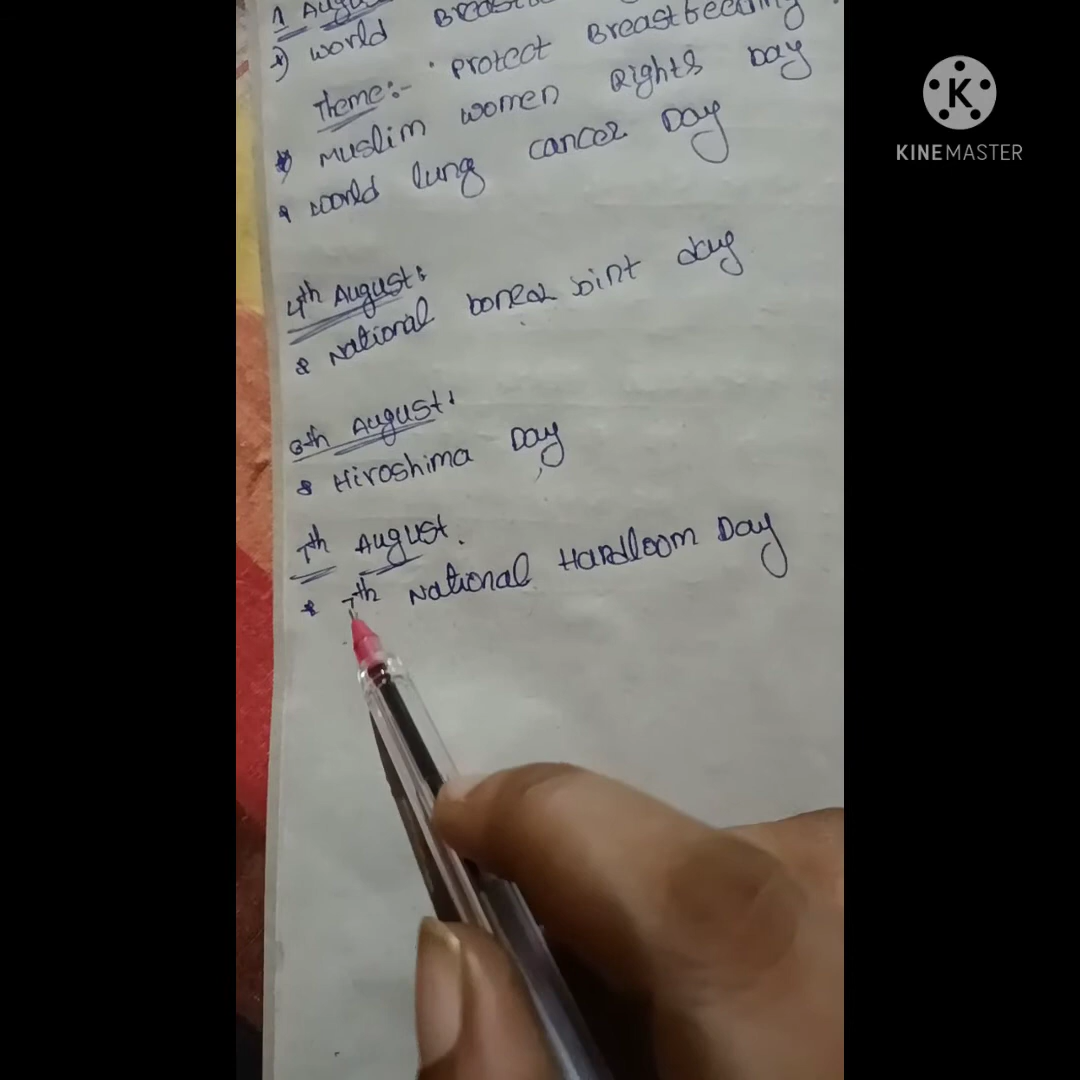 1 August
* World Breast
Theme:- Protect Breastfeeding
* Muslim women Rights Day
* World lung cancer Day
4th August:
* National bone & joint day
6th August:
* Hiroshima Day
7th August.
* 7th National Handloom Day
KINEMASTER